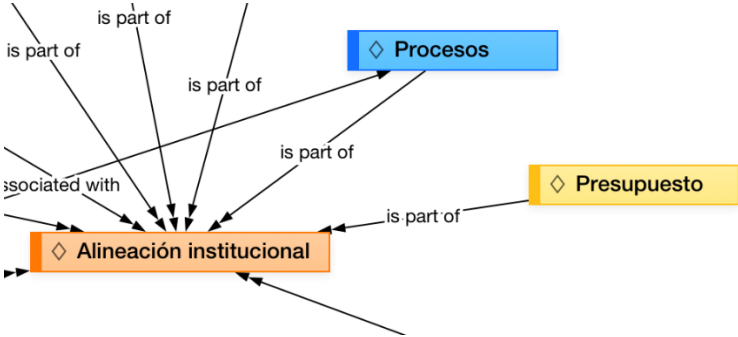 is part of
is part of
Procesos
is part of
is part of
ssociated with
Presupuesto
is part of
Alineación institucional